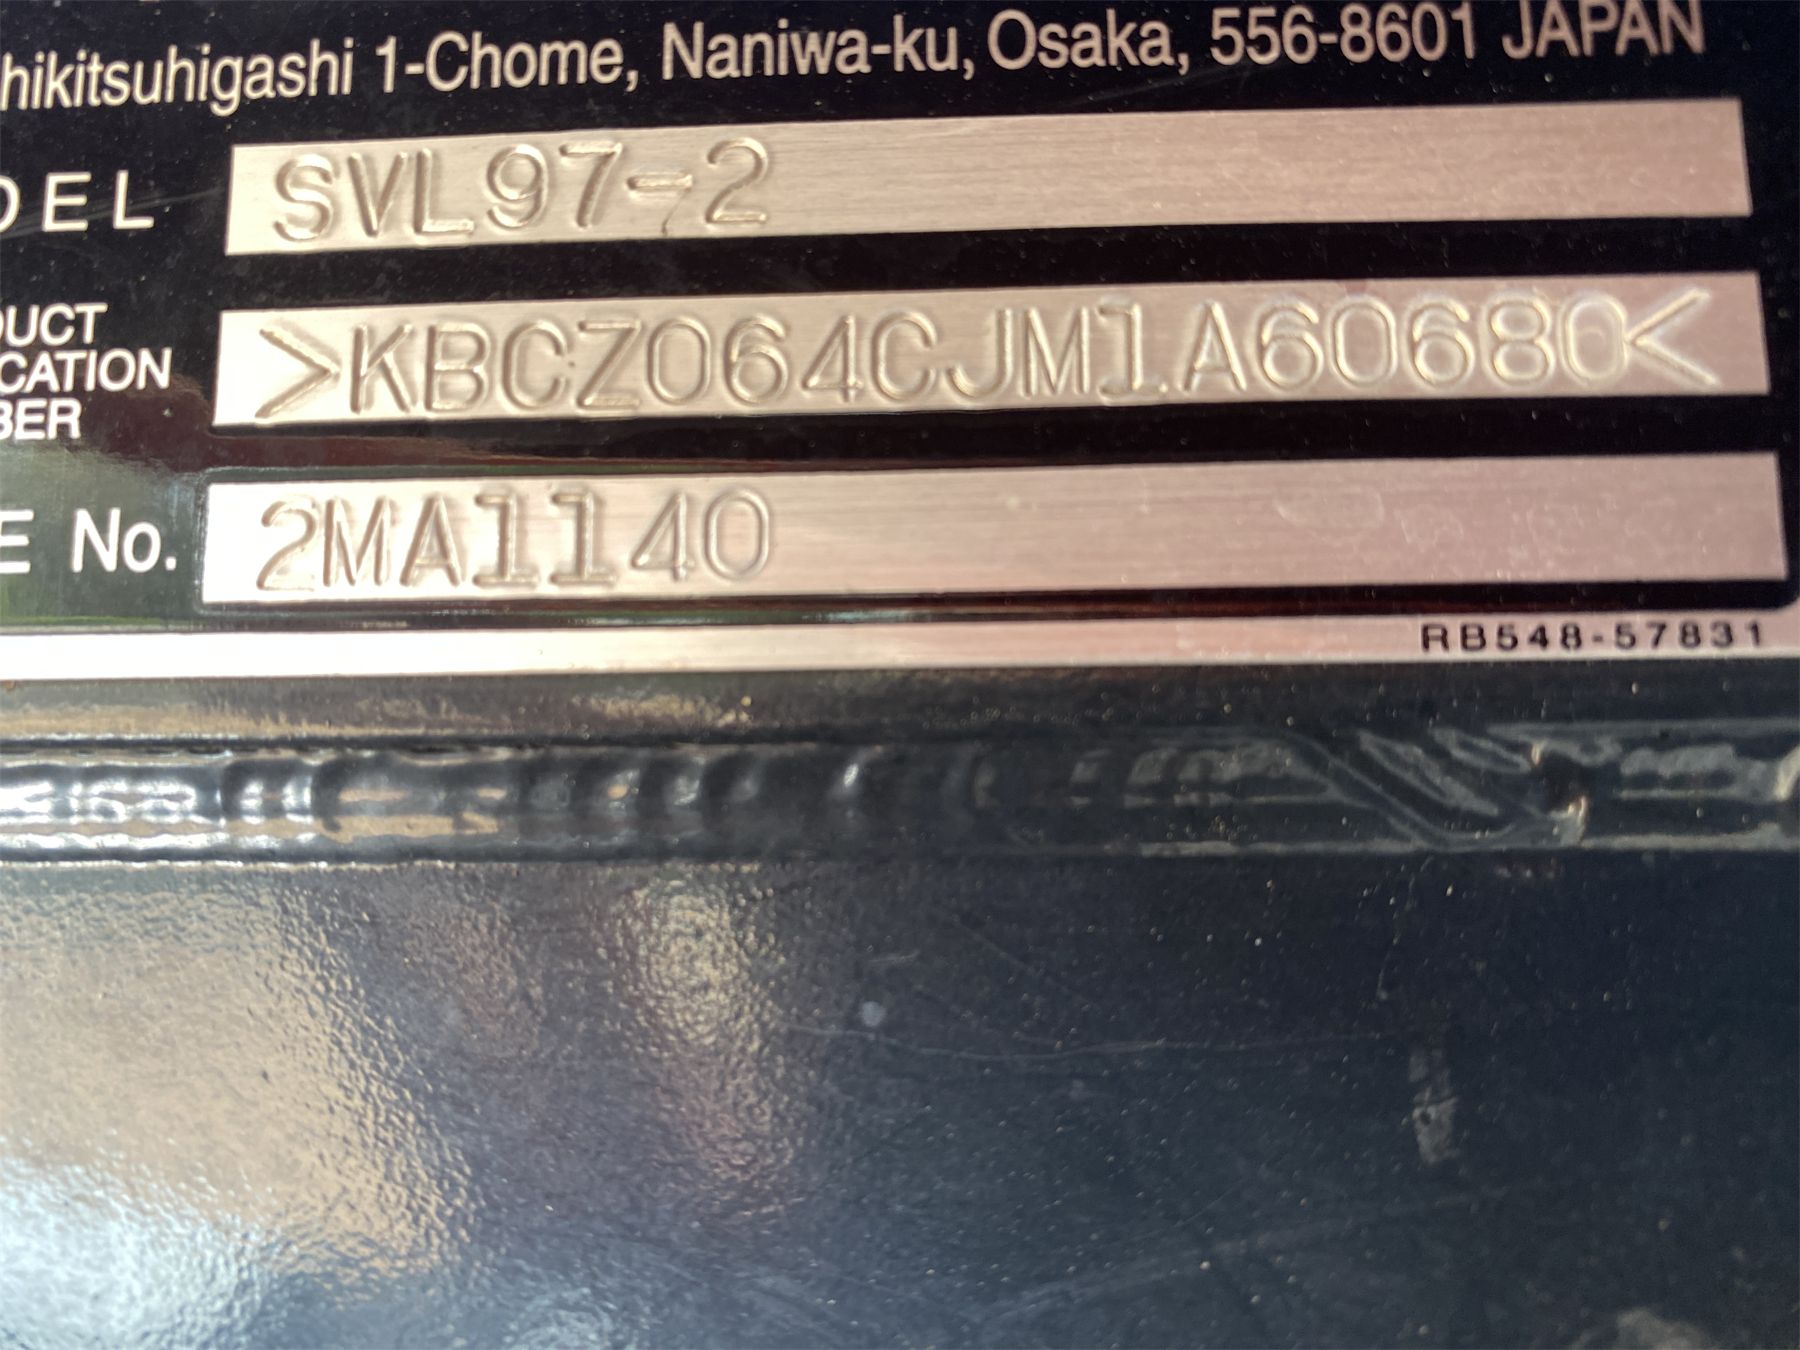 hikitsuhigashi 1-Chome, Naniwa-ku, Osaka, 556-8601 JAPAN
DEL SVL97-2
DUCT
CATION
BER
>KBCZ064CJM1A60680<
E No. 2MA1140
RB548-57831